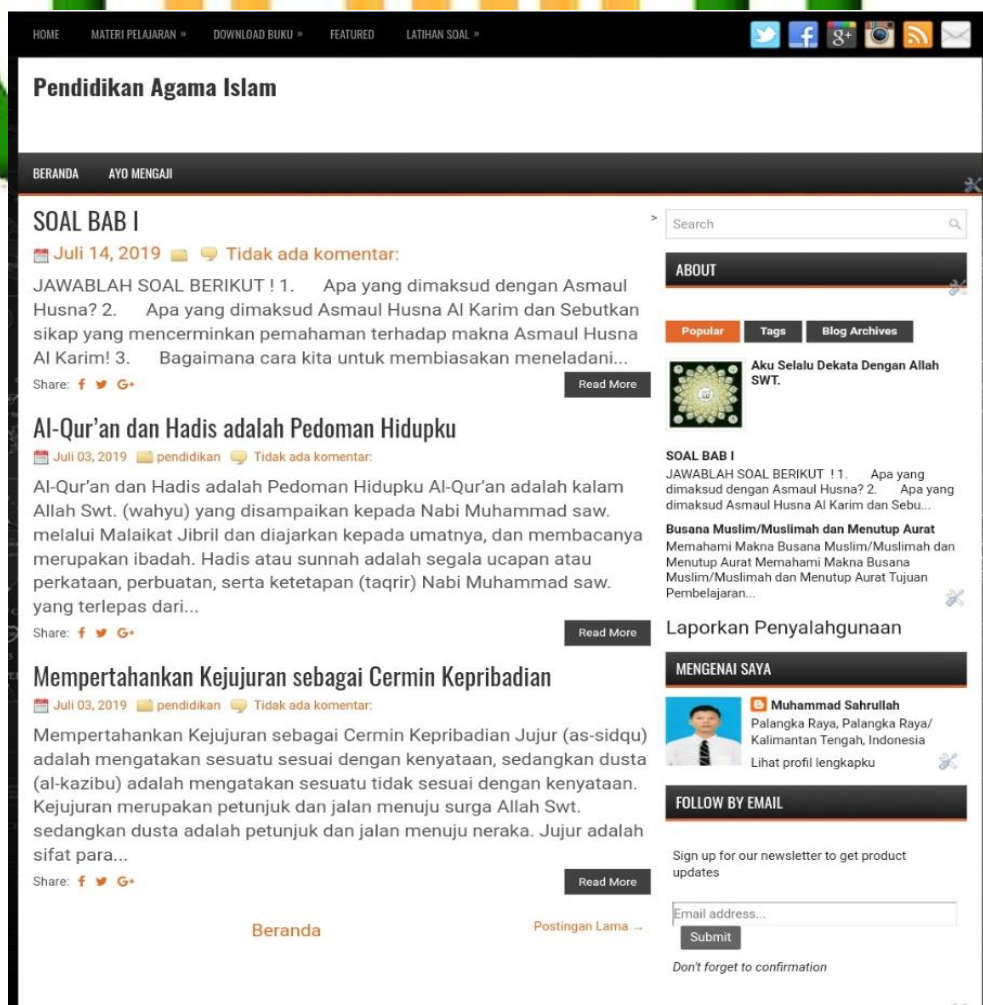 HOME MATERI PELAJARAN » DOWNLOAD BUKU » FEATURED LATIHAN SOAL »
Pendidikan Agama Islam
BERANDA AYO MENGAJI
SOAL BAB I
Juli 14, 2019 Tidak ada komentar:
JAWABLAH SOAL BERIKUT ! 1. Apa yang dimaksud dengan Asmaul
Husna? 2. Apa yang dimaksud Asmaul Husna Al Karim dan Sebutkan
sikap yang mencerminkan pemahaman terhadap makna Asmaul Husna
Al Karim! 3. Bagaimana cara kita untuk membiasakan meneladani...
Share: f G+ Read More
Al-Qur’an dan Hadis adalah Pedoman Hidupku
Juli 03, 2019 pendidikan Tidak ada komentar:
Al-Qur’an dan Hadis adalah Pedoman Hidupku Al-Qur’an adalah kalam
Allah Swt. (wahyu) yang disampaikan kepada Nabi Muhammad saw.
melalui Malaikat Jibril dan diajarkan kepada umatnya, dan membacanya
merupakan ibadah. Hadis atau sunnah adalah segala ucapan atau
perkataan, perbuatan, serta ketetapan (taqrir) Nabi Muhammad saw.
yang terlepas dari...
Share: f G+ Read More
Mempertahankan Kejujuran sebagai Cermin Kepribadian
Juli 03, 2019 pendidikan Tidak ada komentar:
Mempertahankan Kejujuran sebagai Cermin Kepribadian Jujur (as-sidqu)
adalah mengatakan sesuatu sesuai dengan kenyataan, sedangkan dusta
(al-kazibu) adalah mengatakan sesuatu tidak sesuai dengan kenyataan.
Kejujuran merupakan petunjuk dan jalan menuju surga Allah Swt.
sedangkan dusta adalah petunjuk dan jalan menuju neraka. Jujur adalah
sifat para...
Share: f G+ Read More
Beranda Postingan Lama →
> Search
ABOUT
Popular Tags Blog Archives
Aku Selalu Dekata Dengan Allah
SWT.
SOAL BAB I
JAWABLAH SOAL BERIKUT ! 1. Apa yang
dimaksud dengan Asmaul Husna? 2. Apa yang
dimaksud Asmaul Husna Al Karim dan Sebu...
Busana Muslim/Muslimah dan Menutup Aurat
Memahami Makna Busana Muslim/Muslimah dan
Menutup Aurat Memahami Makna Busana
Muslim/Muslimah dan Menutup Aurat Tujuan
Pembelajaran...
Laporkan Penyalahgunaan
MENGENAI SAYA
Muhammad Sahrullah
Palangka Raya, Palangka Raya/
Kalimantan Tengah, Indonesia
Lihat profil lengkapku
FOLLOW BY EMAIL
Sign up for our newsletter to get product
updates
Email address...
Submit
Don't forget to confirmation